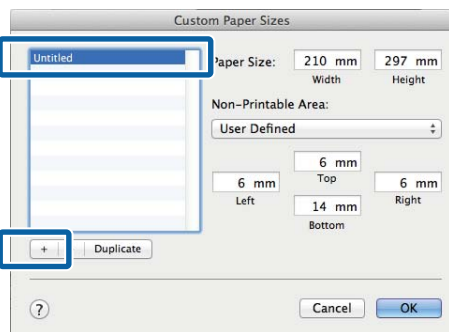 Custom Paper Sizes
Untitled
Paper Size:
210 mm
297 mm
Width
Height
Non-Printable Area:
User Defined
6 mm
Top
6 mm
6 mm
Left
Right
14 mm
Bottom
+
Duplicate
?
Cancel
OK